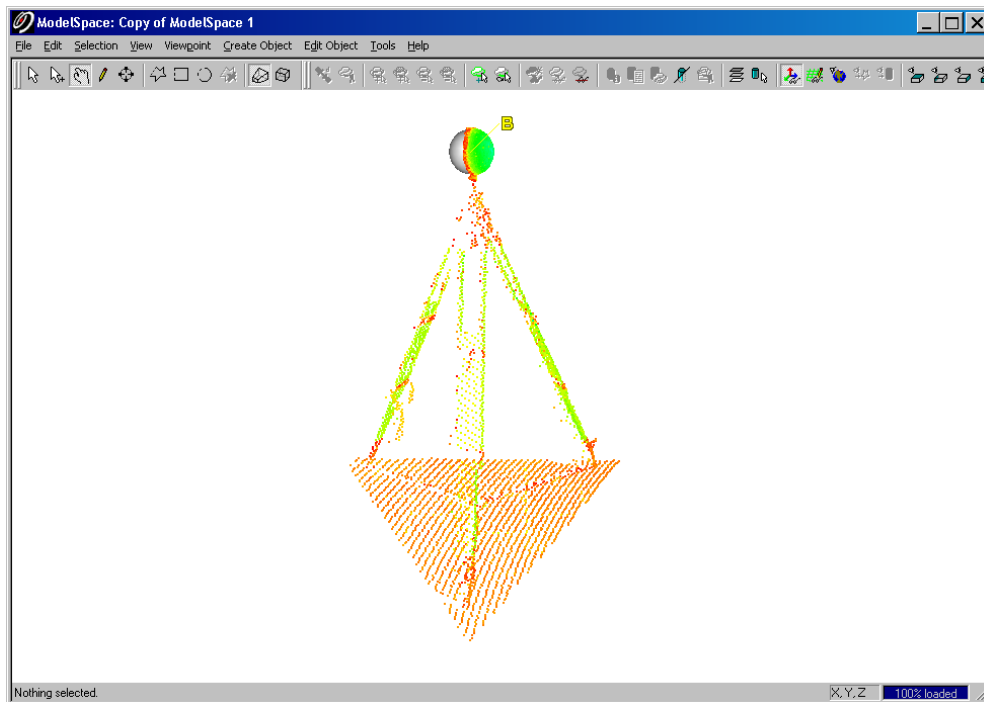 ModelSpace: Copy of ModelSpace 1
File Edit Selection View Viewpoint Create Object Edit Object Tools Help
B
Nothing selected. X,Y,Z 100% loaded